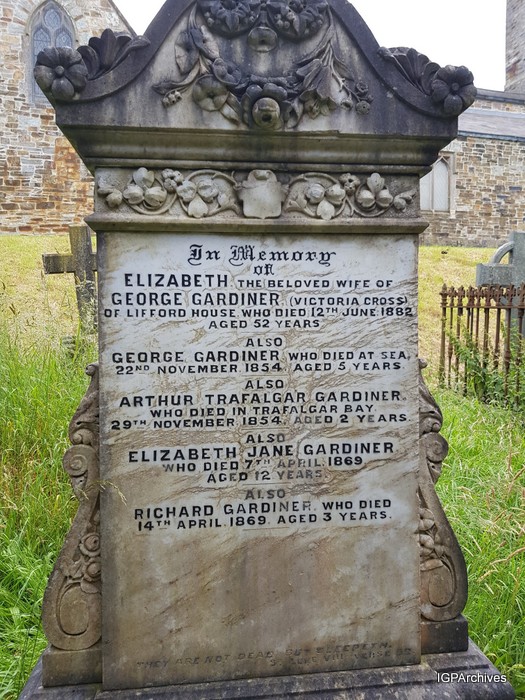 In Memory
of
ELIZABETH, THE BELOVED WIFE OF
GEORGE GARDINER, (VICTORIA CROSS)
OF LIFFORD HOUSE, WHO DIED 12TH JUNE 1882
AGED 52 YEARS
ALSO
GEORGE GARDINER, WHO DIED AT SEA
22ND NOVEMBER, 1854, AGED 5 YEARS
ALSO
ARTHUR TRAFALGAR GARDINER,
WHO DIED IN TRAFALGAR BAY
29TH NOVEMBER, 1854, AGED 2 YEARS
ALSO
ELIZABETH JANE GARDINER
WHO DIED 7TH APRIL, 1869
AGED 12 YEARS
ALSO
RICHARD GARDINER, WHO DIED
14TH APRIL, 1869, AGED 3 YEARS.
THEY ARE NOT DEAD BUT SLEEPETH.
IGPArchives